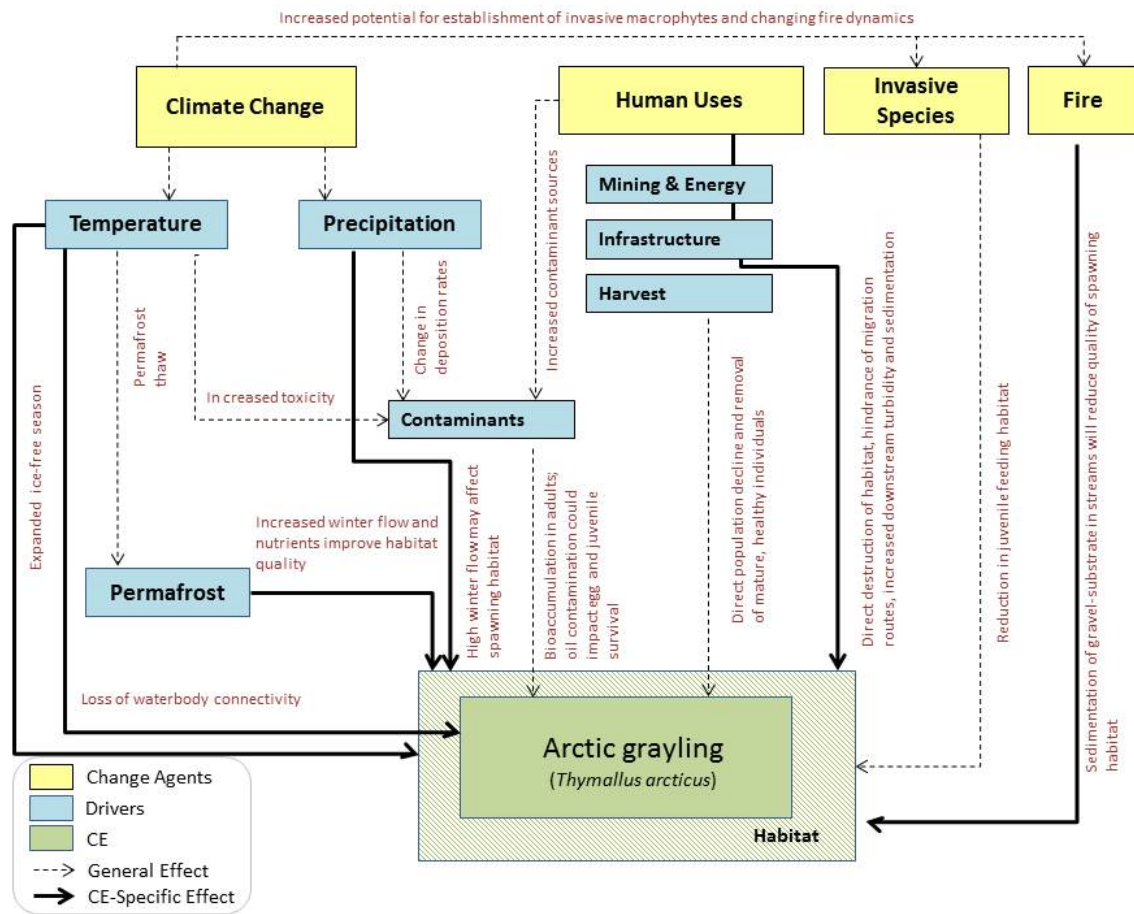 Increased potential for establishment of invasive macrophytes and changing fire dynamics
Climate Change
Human Uses
Invasive
Species
Fire
Mining & Energy
Temperature
Precipitation
Infrastructure
Harvest
Increased contaminant sources
Change in
deposition rates
Permafrost
thaw
In creased toxicity
Contaminants
Expanded ice-free season
Increased winter flow and
nutrients improve habitat
quality
Permafrost
High winter flow may affect
spawning habitat
Bioaccumulation in adults;
oil contamination could
impact egg and juvenile
survival
Direct population decline and removal
of mature, healthy individuals
Direct destruction of habitat, hindrance of migration
routes, increased downstream turbidity and sedimentation
Reduction in juvenile feeding habitat
Sedimentation of gravel-substrate in streams will reduce quality of spawning
habitat
Loss of waterbody connectivity
Arctic grayling
(Thymallus arcticus)
Habitat
Change Agents
Drivers
CE
General Effect
CE-Specific Effect